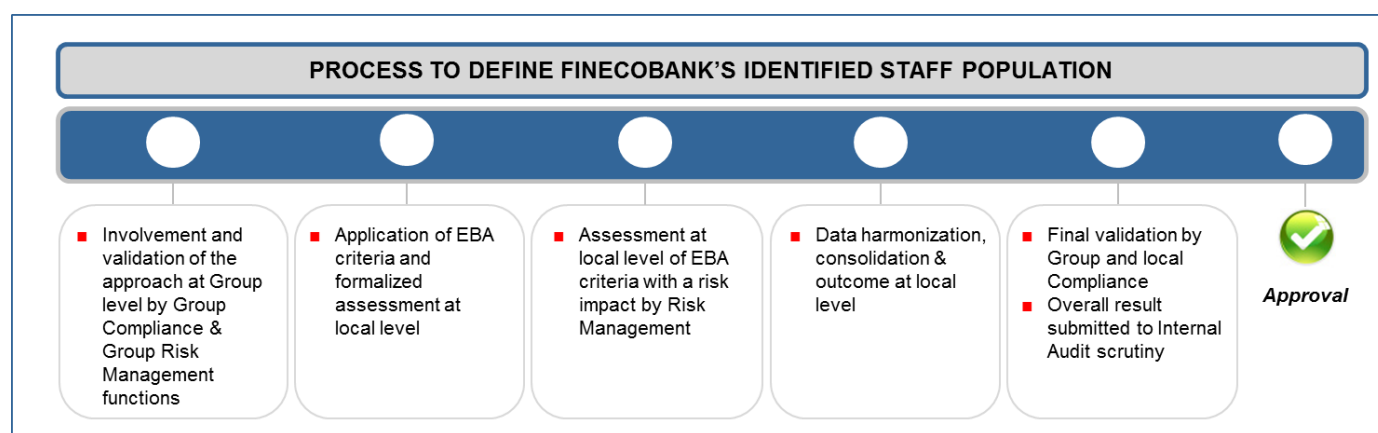 PROCESS TO DEFINE FINECOBANK'S IDENTIFIED STAFF POPULATION
■ Involvement and
validation of the
approach at Group
level by Group
Compliance &
Group Risk
Management
functions
■ Application of EBA
criteria and
formalized
assessment at
local level
■ Assessment at
local level of EBA
criteria with a risk
impact by Risk
Management
■ Data harmonization,
consolidation &
outcome at local
level
■ Final validation by
Group and local
Compliance
■ Overall result
submitted to Internal
Audit scrutiny
Approval